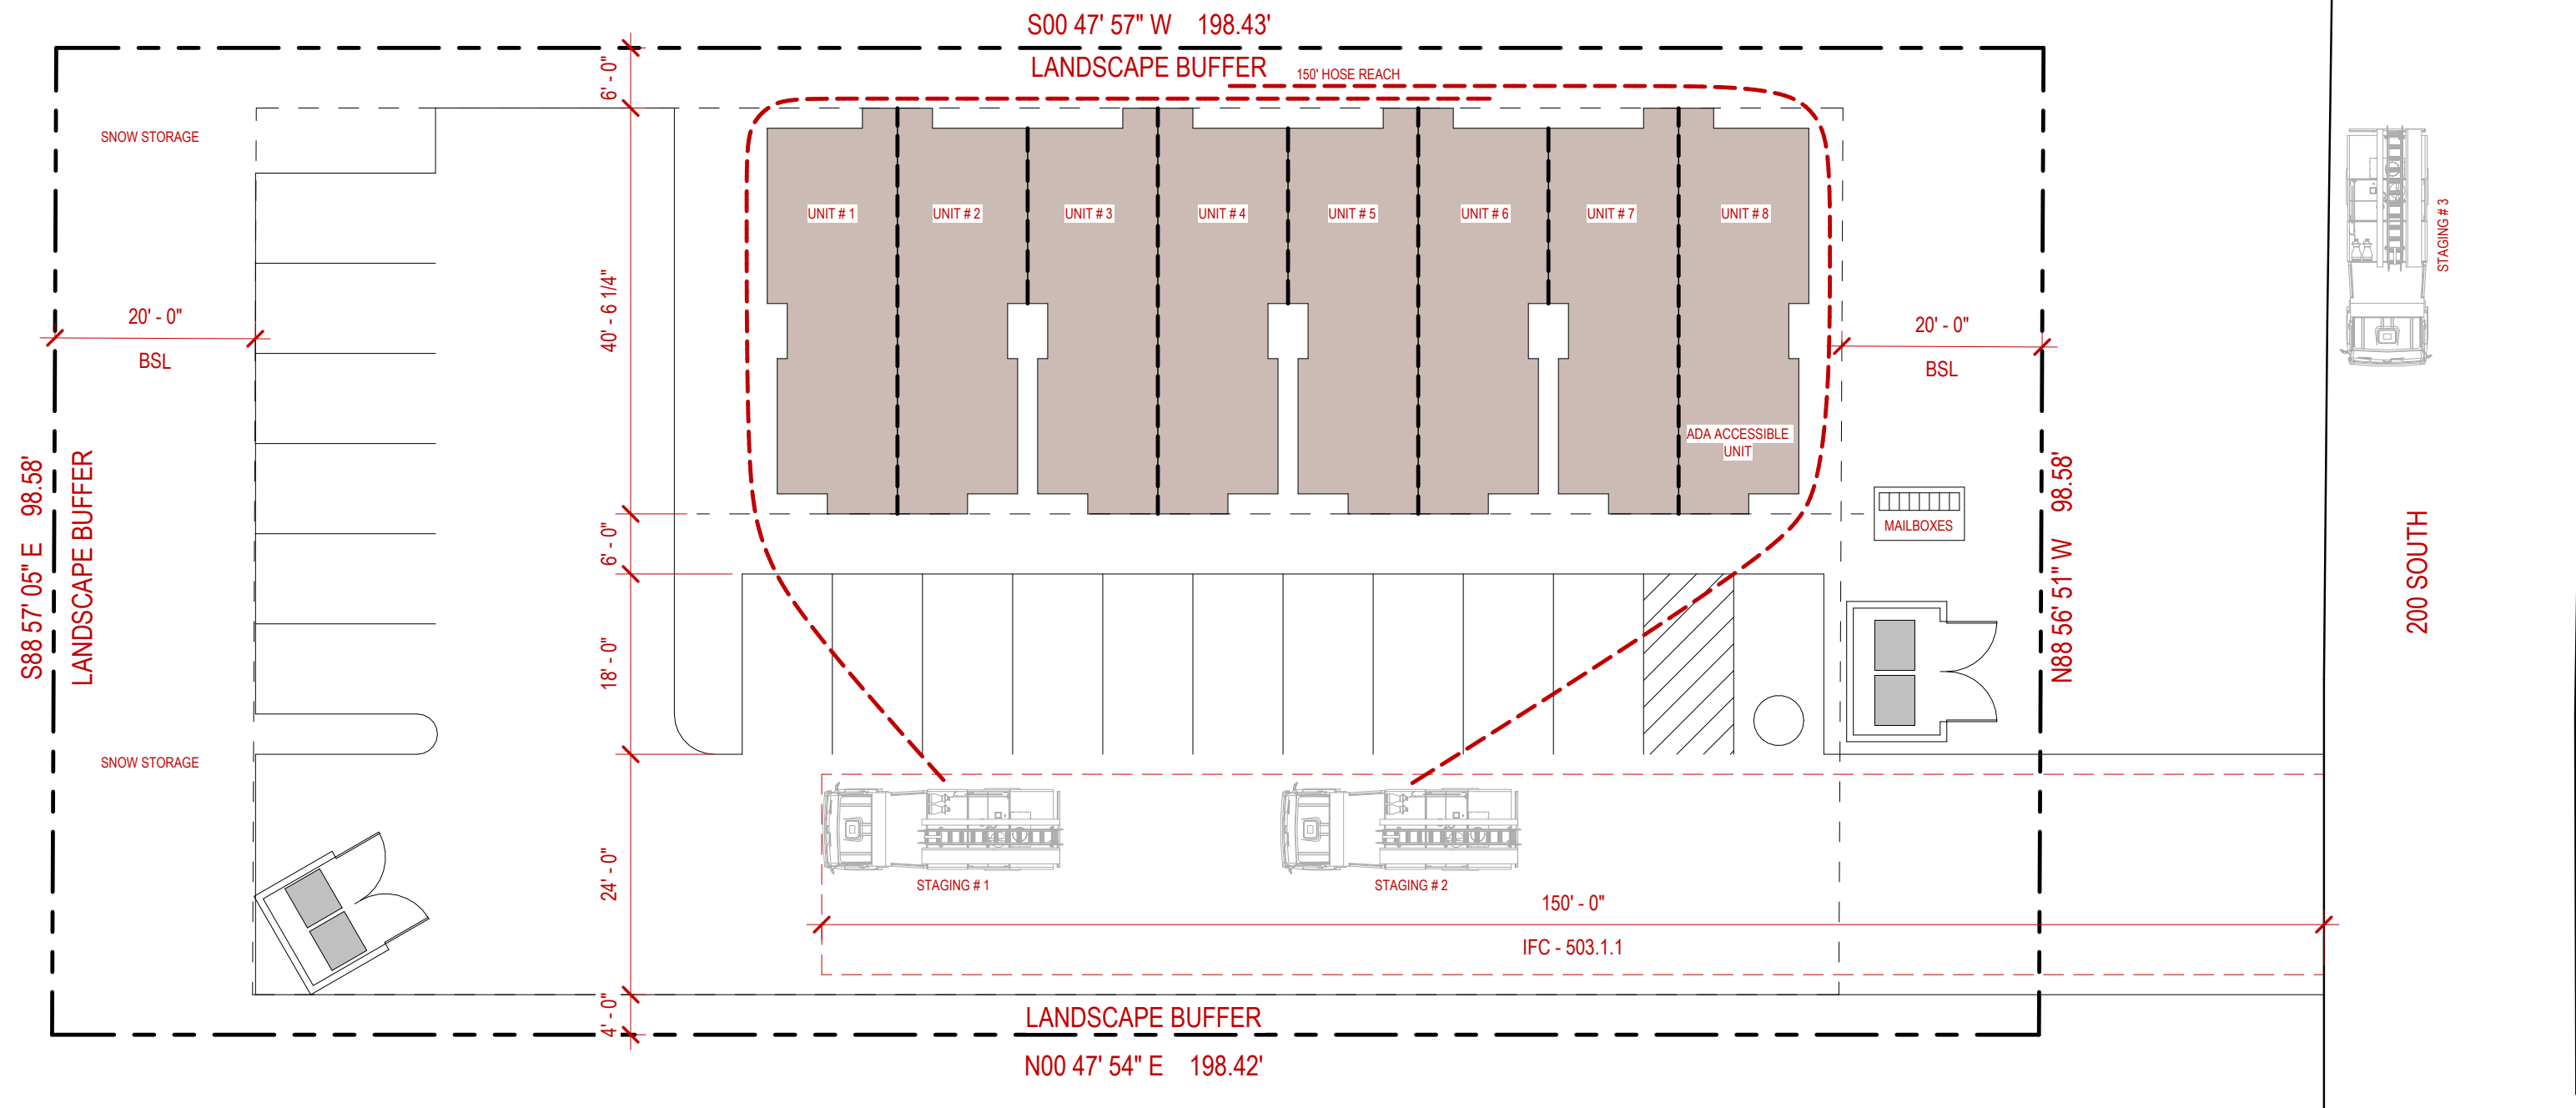 S00 47' 57" W 198.43'
LANDSCAPE BUFFER
150' HOSE REACH
6' - 0"
SNOW STORAGE
UNIT # 1
UNIT # 2
UNIT # 3
UNIT # 4
UNIT # 5
UNIT # 6
UNIT # 7
UNIT # 8
STAGING # 3
20' - 0"
BSL
40' - 6 1/4"
20' - 0"
BSL
ADA ACCESSIBLE
UNIT
S88 57' 05" E 98.58'
LANDSCAPE BUFFER
MAILBOXES
N88 56' 51" W 98.58'
200 SOUTH
6' - 0"
18' - 0"
SNOW STORAGE
24' - 0"
STAGING # 1
STAGING # 2
150' - 0"
IFC - 503.1.1
4' - 0"
LANDSCAPE BUFFER
N00 47' 54" E 198.42'